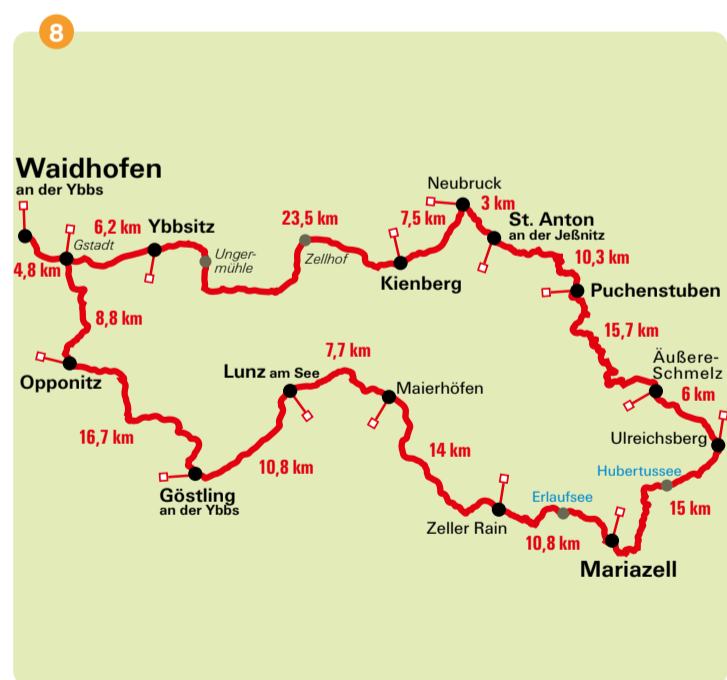 8
Waidhofen
an der Ybbs
4,8 km
Gstadt
6,2 km
Ybbsitz
Unger-
mühle
23,5 km
Zellhof
Kienberg
7,5 km
Neubruck
3 km
St. Anton
an der Jeßnitz
10,3 km
Puchenstuben
15,7 km
Äußere-
Schmelz
6 km
Ulreichsberg
Hubertussee
15 km
Mariazell
10,8 km
Erlaufsee
Zeller Rain
14 km
Maierhöfen
7,7 km
Lunz am See
10,8 km
Göstling
an der Ybbs
16,7 km
Opponitz
8,8 km